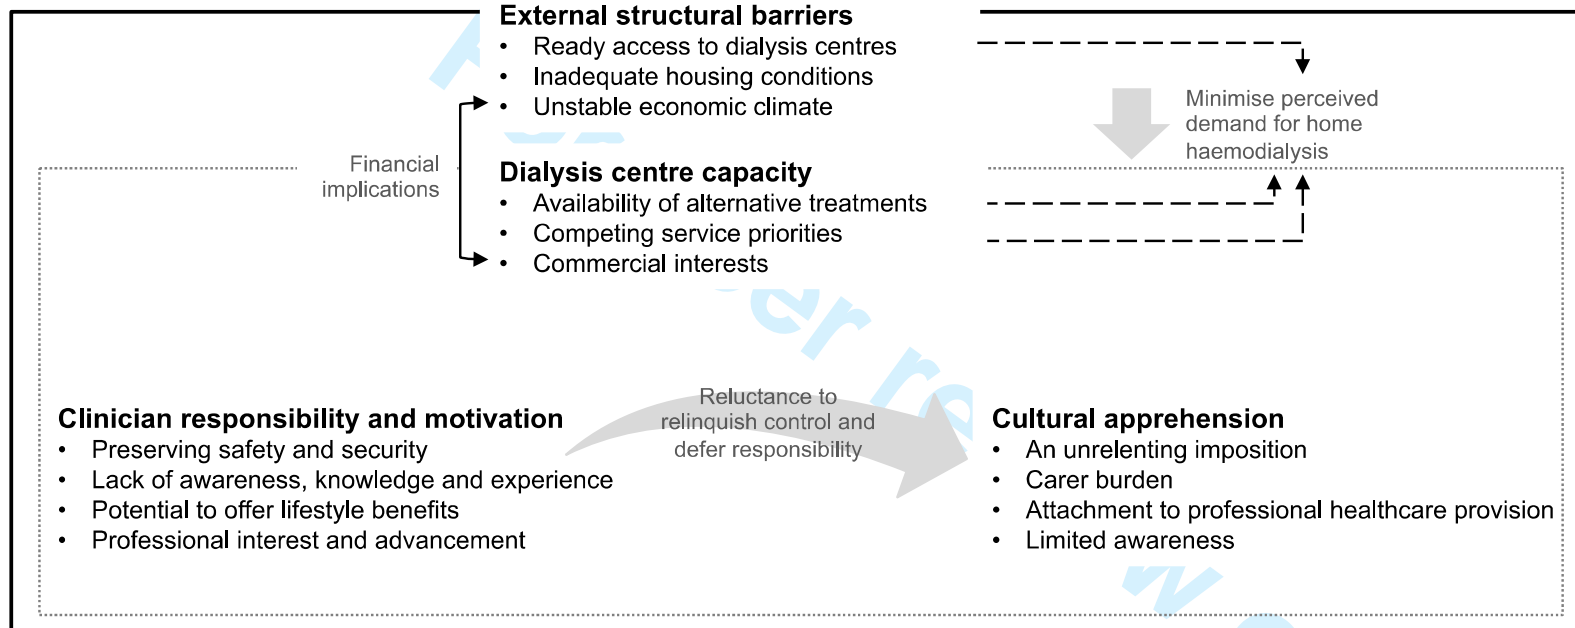 External structural barriers
• Ready access to dialysis centres
• Inadequate housing conditions
• Unstable economic climate
Minimise perceived
demand for home
haemodialysis
Financial
implications
Dialysis centre capacity
• Availability of alternative treatments
• Competing service priorities
• Commercial interests
Reluctance to
relinquish control and
defer responsibility
Clinician responsibility and motivation
• Preserving safety and security
• Lack of awareness, knowledge and experience
• Potential to offer lifestyle benefits
• Professional interest and advancement
Cultural apprehension
• An unrelenting imposition
• Carer burden
• Attachment to professional healthcare provision
• Limited awareness